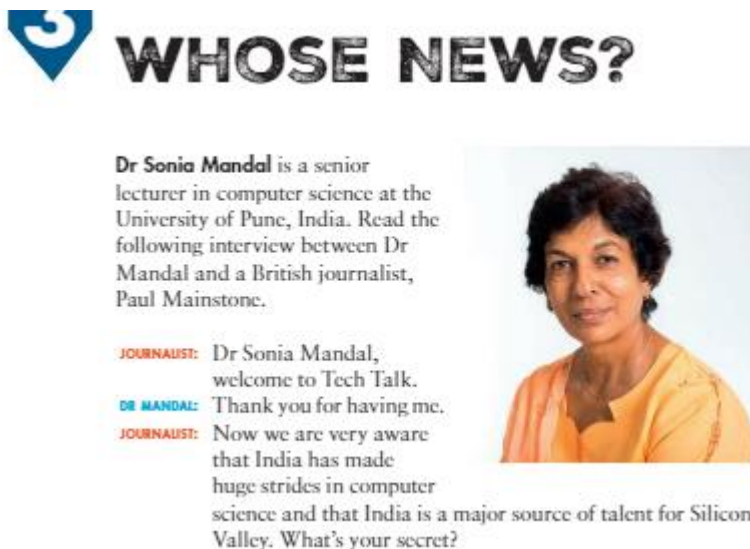 3
WHOSE NEWS?
Dr Sonia Mandal is a senior
lecturer in computer science at the
University of Pune, India. Read the
following interview between Dr
Mandal and a British journalist,
Paul Mainstone.
JOURNALIST: Dr Sonia Mandal,
welcome to Tech Talk.
DR MANDAL: Thank you for having me.
JOURNALIST: Now we are very aware
that India has made
huge strides in computer
science and that India is a major source of talent for Silicon
Valley. What's your secret?